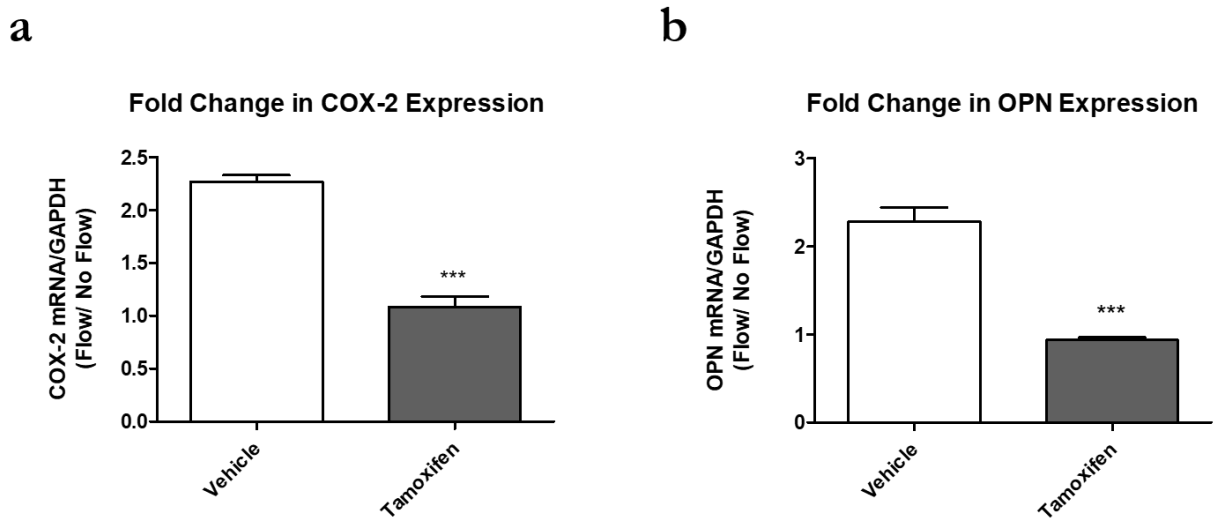 a
Fold Change in COX-2 Expression
COX-2 mRNA/GAPDH
(Flow/ No Flow)
2.5
2.0
1.5
1.0
0.5
0.0
***
Vehicle
Tamoxifen
b
Fold Change in OPN Expression
OPN mRNA/GAPDH
(Flow/ No Flow)
3
2
1
0
***
Vehicle
Tamoxifen